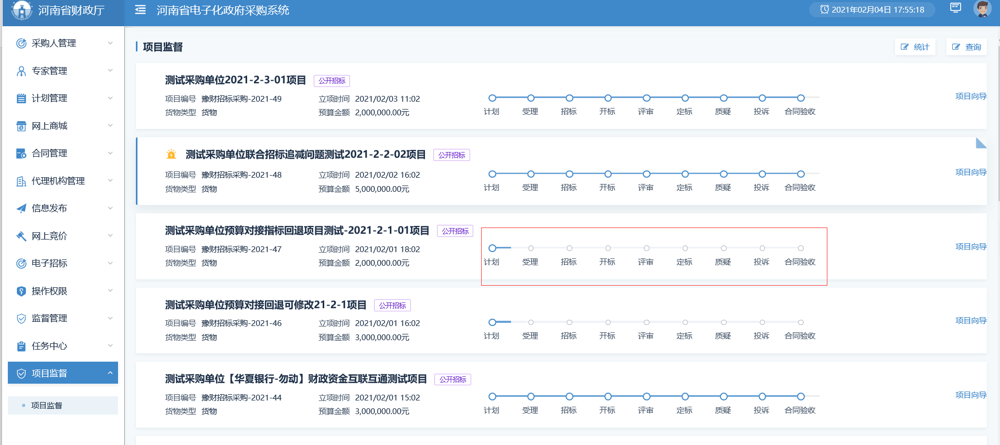 河南省财政厅
河南省电子化政府采购系统
2021年02月04日 17:55:18
采购人管理
专家管理
计划管理
网上商城
合同管理
代理机构管理
信息发布
网上竞价
电子招标
操作权限
监督管理
任务中心
项目监督
项目监督
项目监督
统计
查询
测试采购单位2021-2-3-01项目 公开招标
项目编号 豫财招标采购-2021-49 立项时间 2021/02/03 11:02
货物类型 货物 预算金额 2,000,000.00元
计划 受理 招标 开标 评审 定标 质疑 投诉 合同验收
项目向导
测试采购单位联合招标追减问题测试2021-2-2-02项目 公开招标
项目编号 豫财招标采购-2021-48 立项时间 2021/02/02 16:02
货物类型 货物 预算金额 5,000,000.00元
计划 受理 招标 开标 评审 定标 质疑 投诉 合同验收
项目向导
测试采购单位预算对接指标回退项目测试-2021-2-1-01项目 公开招标
项目编号 豫财招标采购-2021-47 立项时间 2021/02/01 18:02
货物类型 货物 预算金额 2,000,000.00元
计划 受理 招标 开标 评审 定标 质疑 投诉 合同验收
项目向导
测试采购单位预算对接回退可修改21-2-1项目 公开招标
项目编号 豫财招标采购-2021-46 立项时间 2021/02/01 16:02
货物类型 货物 预算金额 3,000,000.00元
计划 受理 招标 开标 评审 定标 质疑 投诉 合同验收
项目向导
测试采购单位【华夏银行-勿动】财政资金互联互通测试项目 公开招标
项目编号 豫财招标采购-2021-44 立项时间 2021/02/01 15:02
货物类型 货物 预算金额 3,000,000.00元
计划 受理 招标 开标 评审 定标 质疑 投诉 合同验收
项目向导